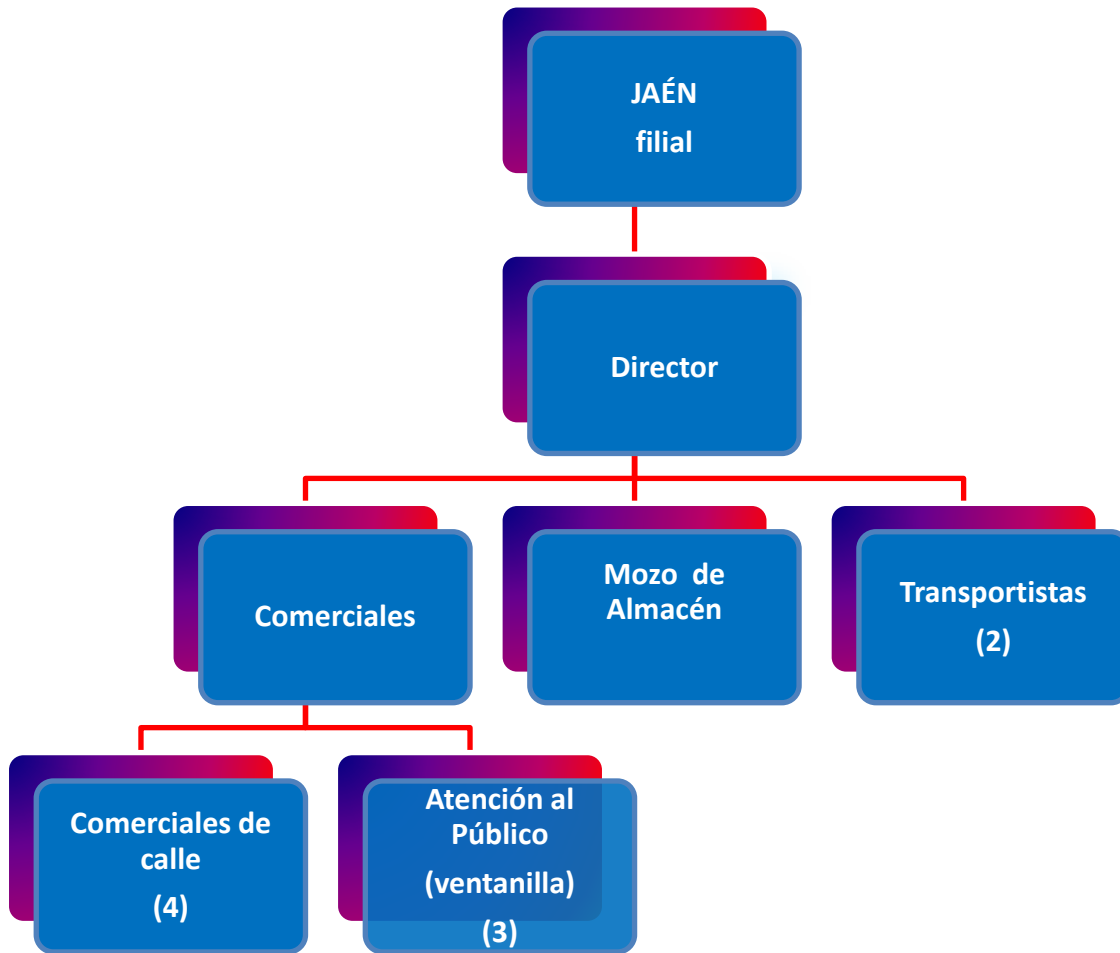 JAÉN
filial
Director
Comerciales
Mozo de
Almacén
Transportistas
(2)
Comerciales de
calle
(4)
Atención al
Público
(ventanilla)
(3)